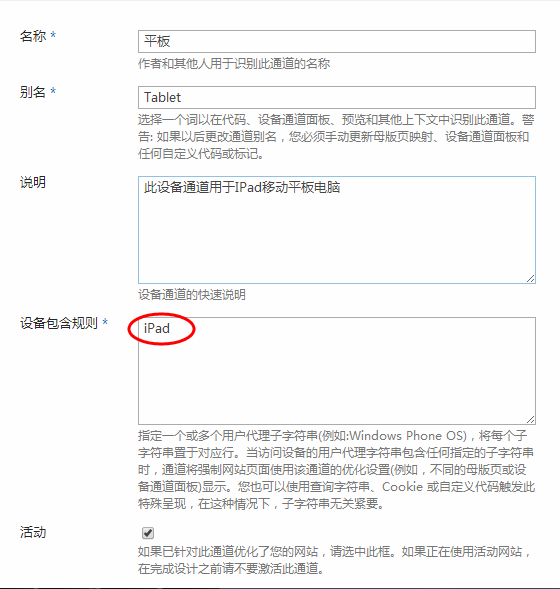 名称 *
平板
作者和其他人用于识别此通道的名称
别名 *
Tablet
选择一个词以在代码、设备通道面板、预览和其他上下文中识别此通道。警
告: 如果以后更改通道别名，您必须手动更新母版页映射、设备通道面板和
任何自定义代码或标记。
说明
此设备通道用于IPad移动平板电脑
设备通道的快速说明
设备包含规则 *
iPad
指定一个或多个用户代理子字符串(例如:Windows Phone OS)，将每个子
字符串置于对应行。当访问设备的用户代理字符串包含任何指定的子字符串
时，通道将强制网站页面使用该通道的优化设置(例如，不同的母版页或设
备通道面板)显示。您也可以使用查询字符串、Cookie 或自定义代码触发此
特殊呈现，在这种情况下，子字符串无关紧要。
活动
如果已针对此通道优化了您的网站，请选中此框。如果正在使用活动网站，
在完成设计之前请不要激活此通道。